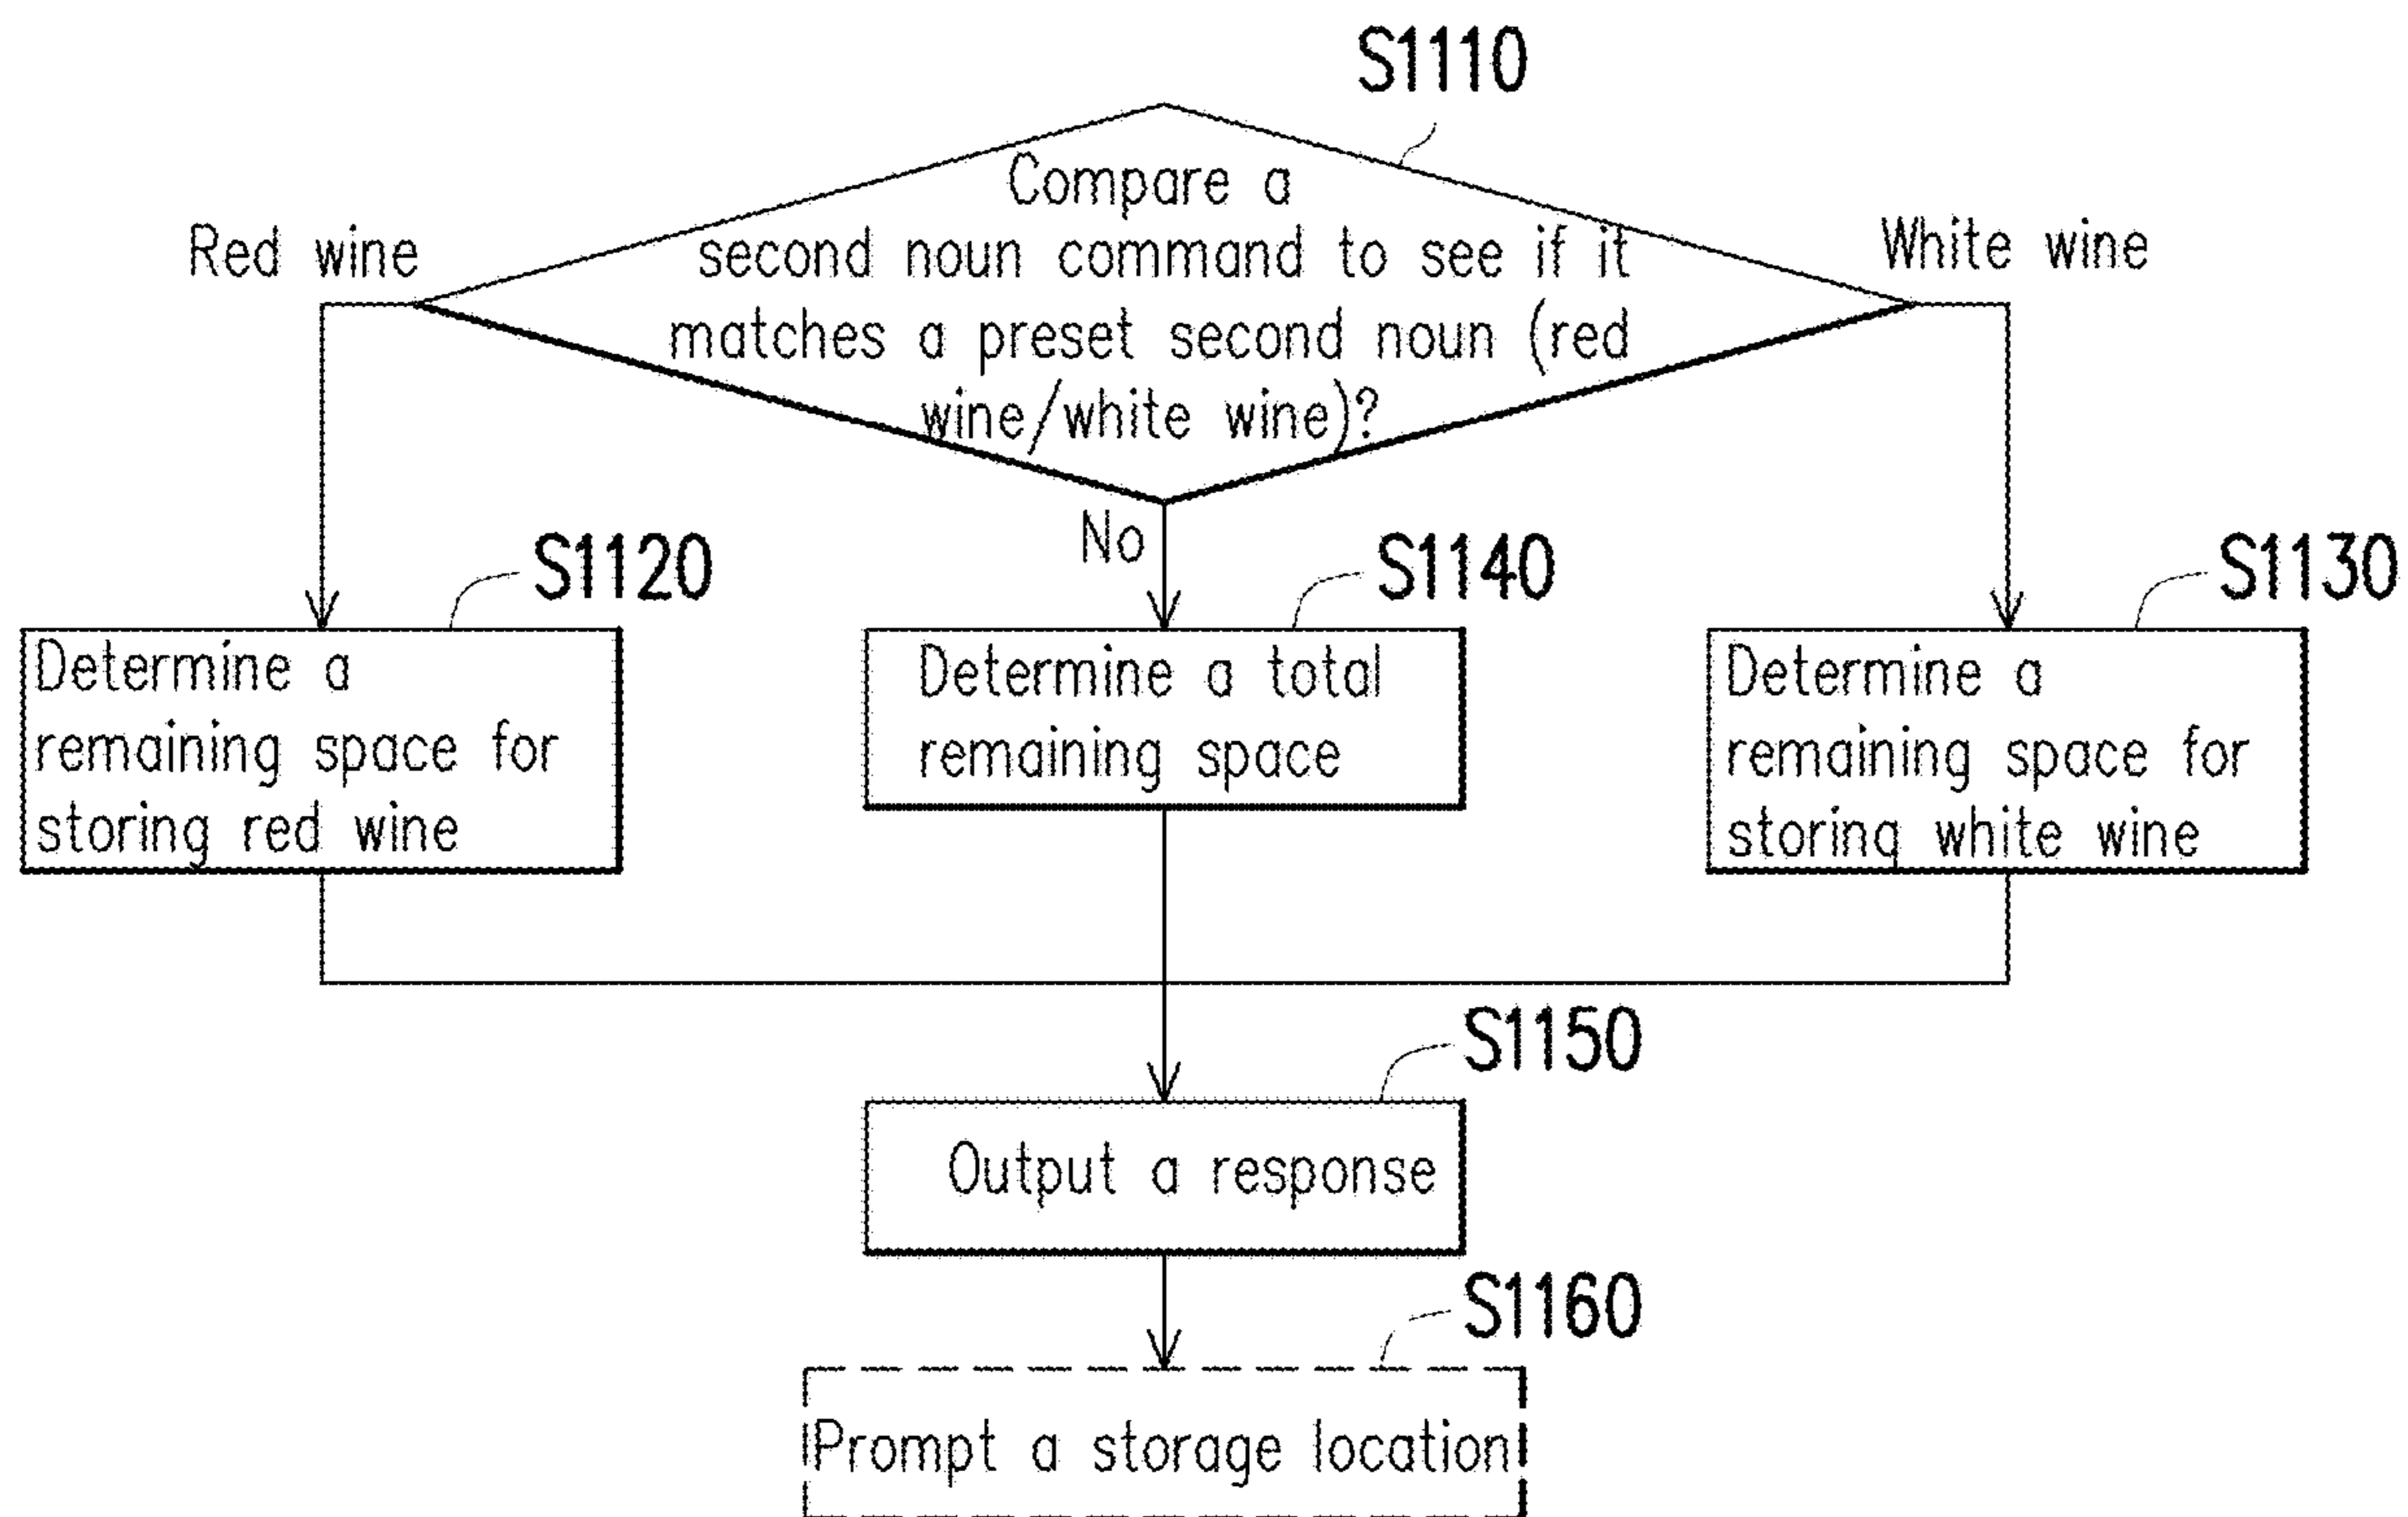 S1110
Compare a
second noun command to see if it
matches a preset second noun (red
wine/white wine)?
Red wine
White wine
No
S1120
Determine a
remaining space for
storing red wine
S1140
Determine a total
remaining space
S1130
Determine a
remaining space for
storing white wine
S1150
Output a response
S1160
Prompt a storage location